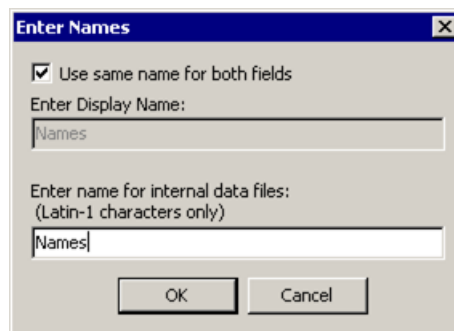 Enter Names
Use same name for both fields
Enter Display Name:
Names
Enter name for internal data files:
(Latin-1 characters only)
Names
OK Cancel